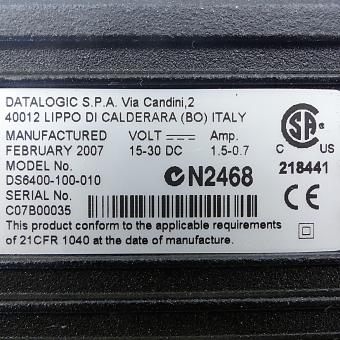 DATALOGIC S.P.A. Via Candini,2
40012 LIPPO DI CALDERARA (BO) ITALY
MANUFACTURED VOLT Amp.
FEBRUARY 2007 15-30 DC 1.5-0.7
MODEL No.
DS6400-100-010
SERIAL No.
C07B00035
N2468
SA
C US
218441
This product conform to the applicable requirements
of 21CFR 1040 at the date of manufacture.
CE